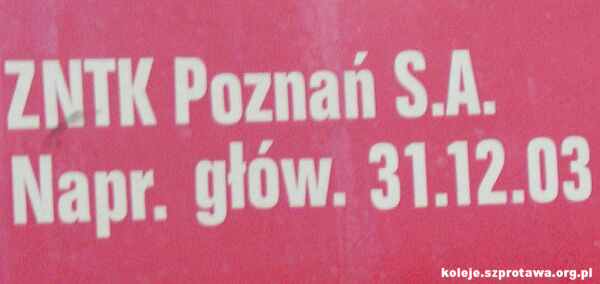 ZNTK Poznań S.A.
Napr. głów. 31.12.03
koleje.szprotawa.org.pl